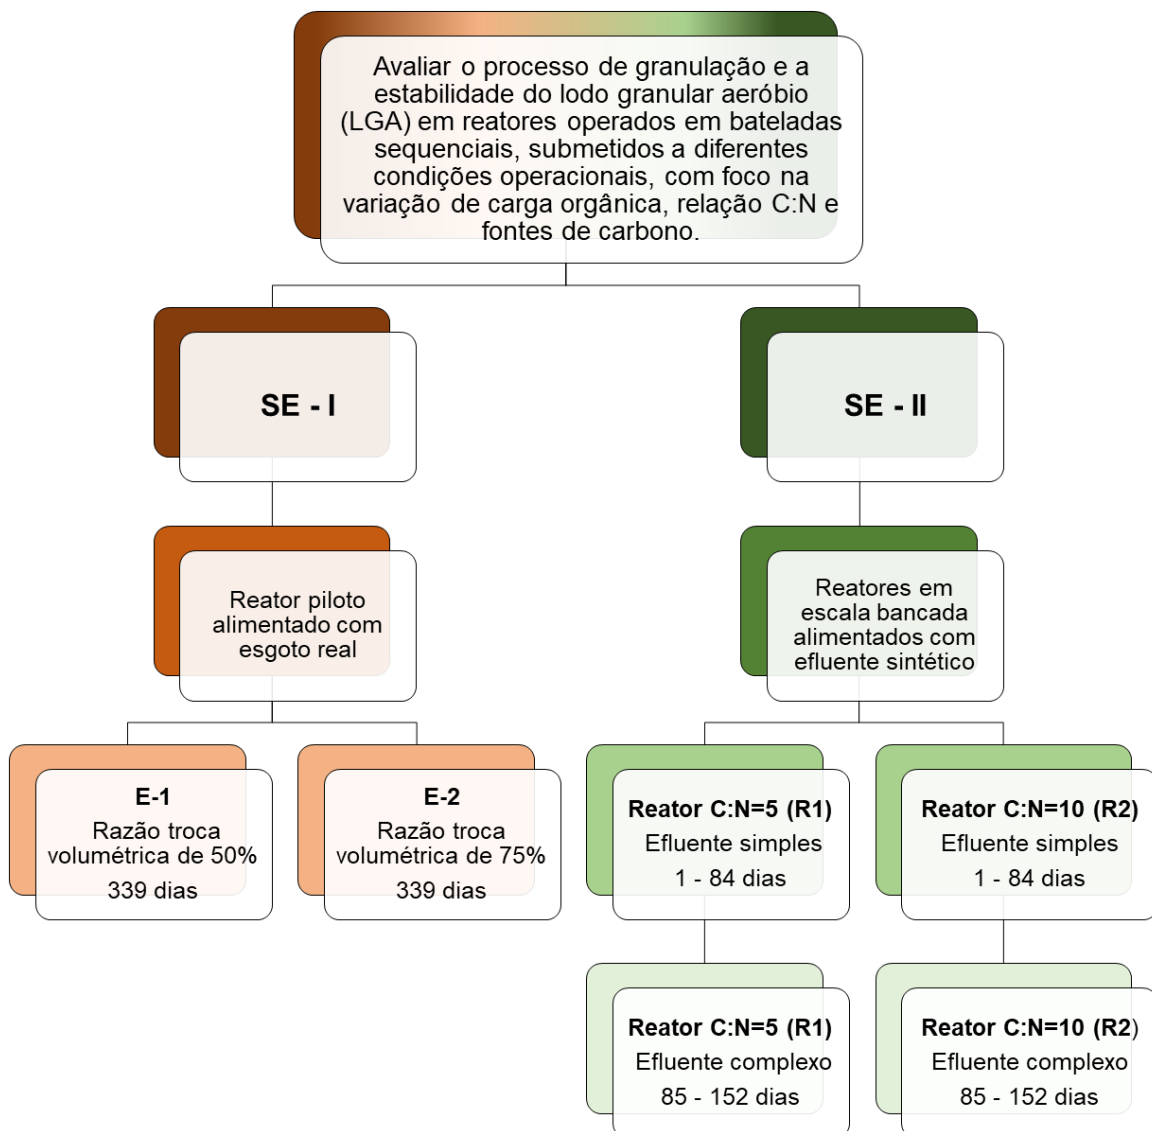 Avaliar o processo de granulação e a
estabilidade do lodo granular aeróbio
(LGA) em reatores operados em bateladas
sequenciais, submetidos a diferentes
condições operacionais, com foco na
variação de carga orgânica, relação C:N e
fontes de carbono.
SE - I
SE - II
Reator piloto
alimentado com
esgoto real
Reatores em
escala bancada
alimentados com
efluente sintético
E-1
Razão troca
volumétrica de 50%
339 dias
E-2
Razão troca
volumétrica de 75%
339 dias
Reator C:N=5 (R1)
Efluente simples
1 - 84 dias
Reator C:N=10 (R2)
Efluente simples
1 - 84 dias
Reator C:N=5 (R1)
Efluente complexo
85 - 152 dias
Reator C:N=10 (R2)
Efluente complexo
85 - 152 dias